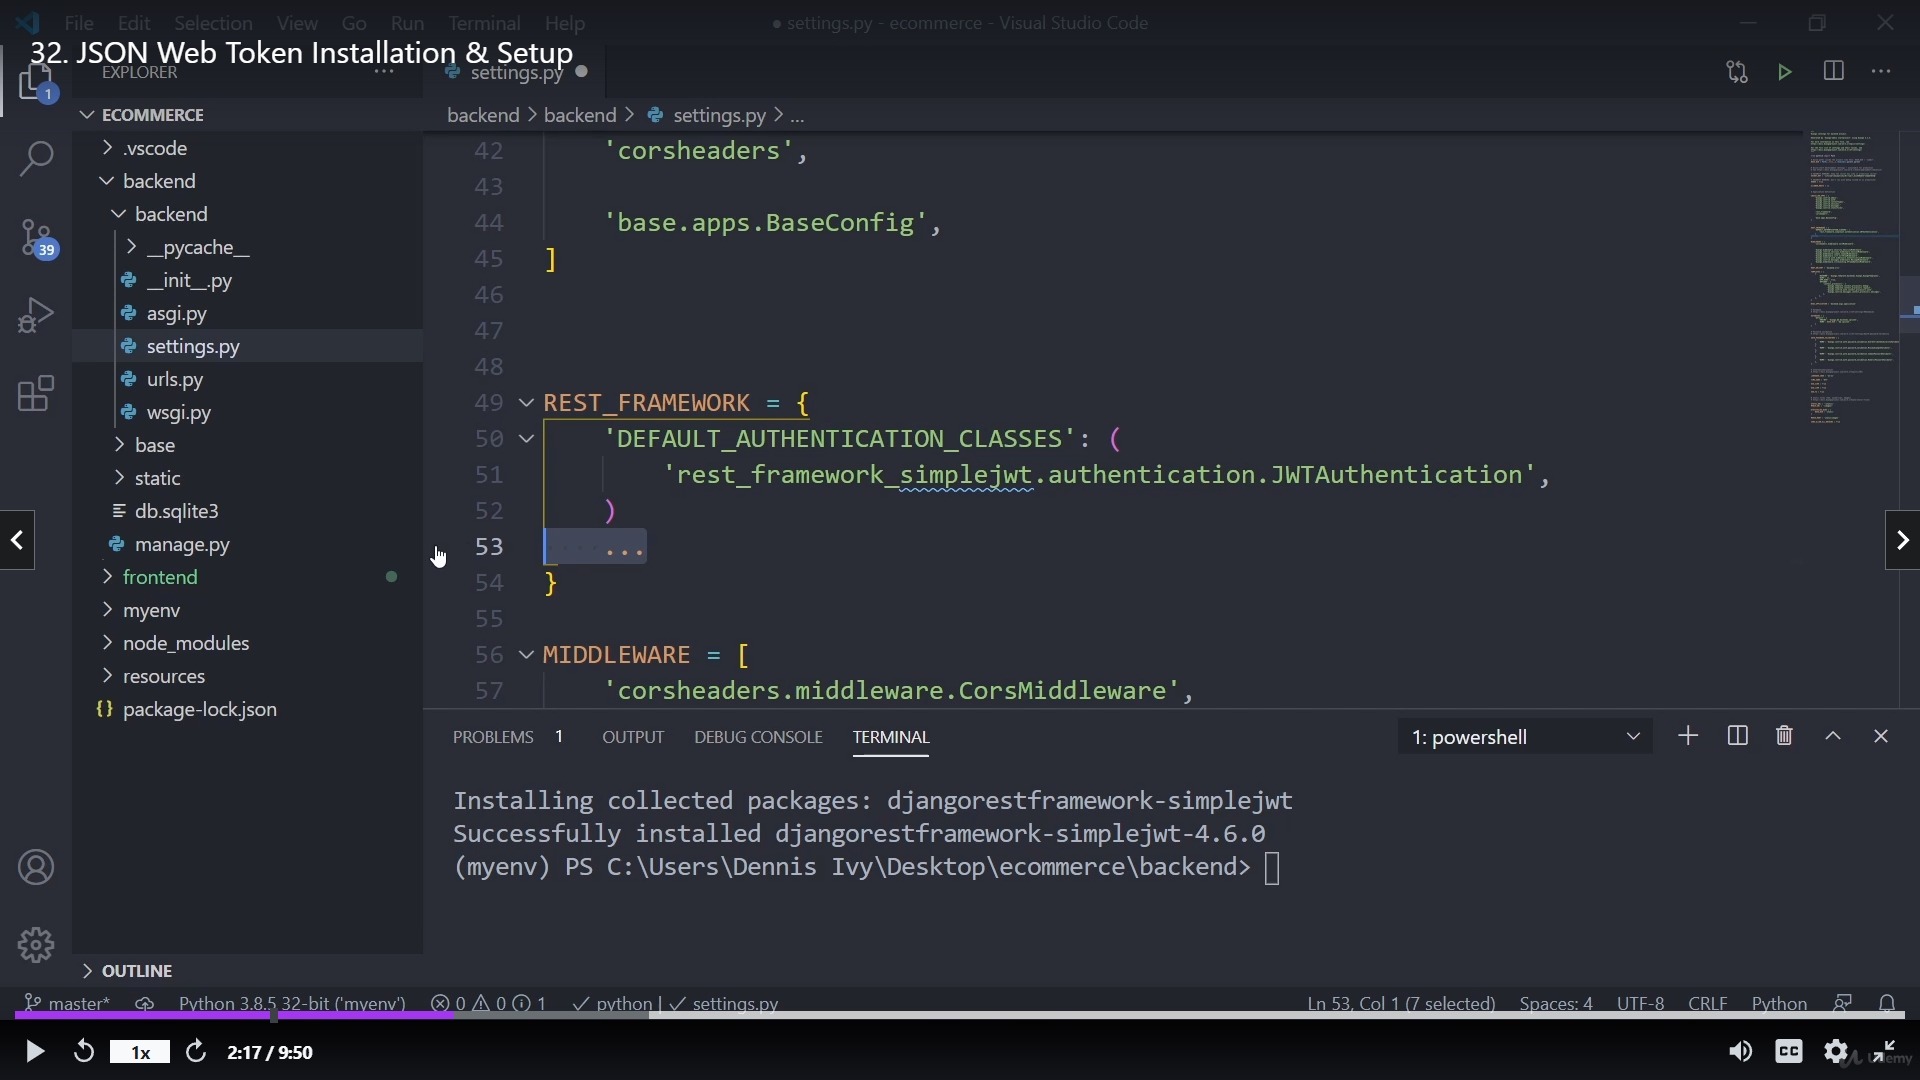 File Edit Selection View Go Run Terminal Help
● settings.py - ecommerce - Visual Studio Code
32. JSON Web Token Installation & Setup
EXPLORER
...
settings.py
1
ECOMMERCE
backend > backend > settings.py > ...
.vscode
backend
backend
__pycache__
__init__.py
asgi.py
settings.py
urls.py
wsgi.py
base
static
db.sqlite3
manage.py
frontend
myenv
node_modules
resources
{} package-lock.json
39
42 'corsheaders',
43
44 'base.apps.BaseConfig',
45 ]
46
47
48
49 REST_FRAMEWORK = {
50 'DEFAULT_AUTHENTICATION_CLASSES': (
51 'rest_framework_simplejwt.authentication.JWTAuthentication',
52 )
53 ...
54 }
55
56 MIDDLEWARE = [
57 'corsheaders.middleware.CorsMiddleware',
PROBLEMS 1 OUTPUT DEBUG CONSOLE TERMINAL
1: powershell
Installing collected packages: djangorestframework-simplejwt
Successfully installed djangorestframework-simplejwt-4.6.0
(myenv) PS C:\Users\Dennis Ivy\Desktop\ecommerce\backend>
OUTLINE
master* Python 3.8.5 32-bit ('myenv') 0 0 1 ✓ python | ✓ settings.py
Ln 53, Col 1 (7 selected) Spaces: 4 UTF-8 CRLF Python
1x 2:17 / 9:50
CC
Udemy